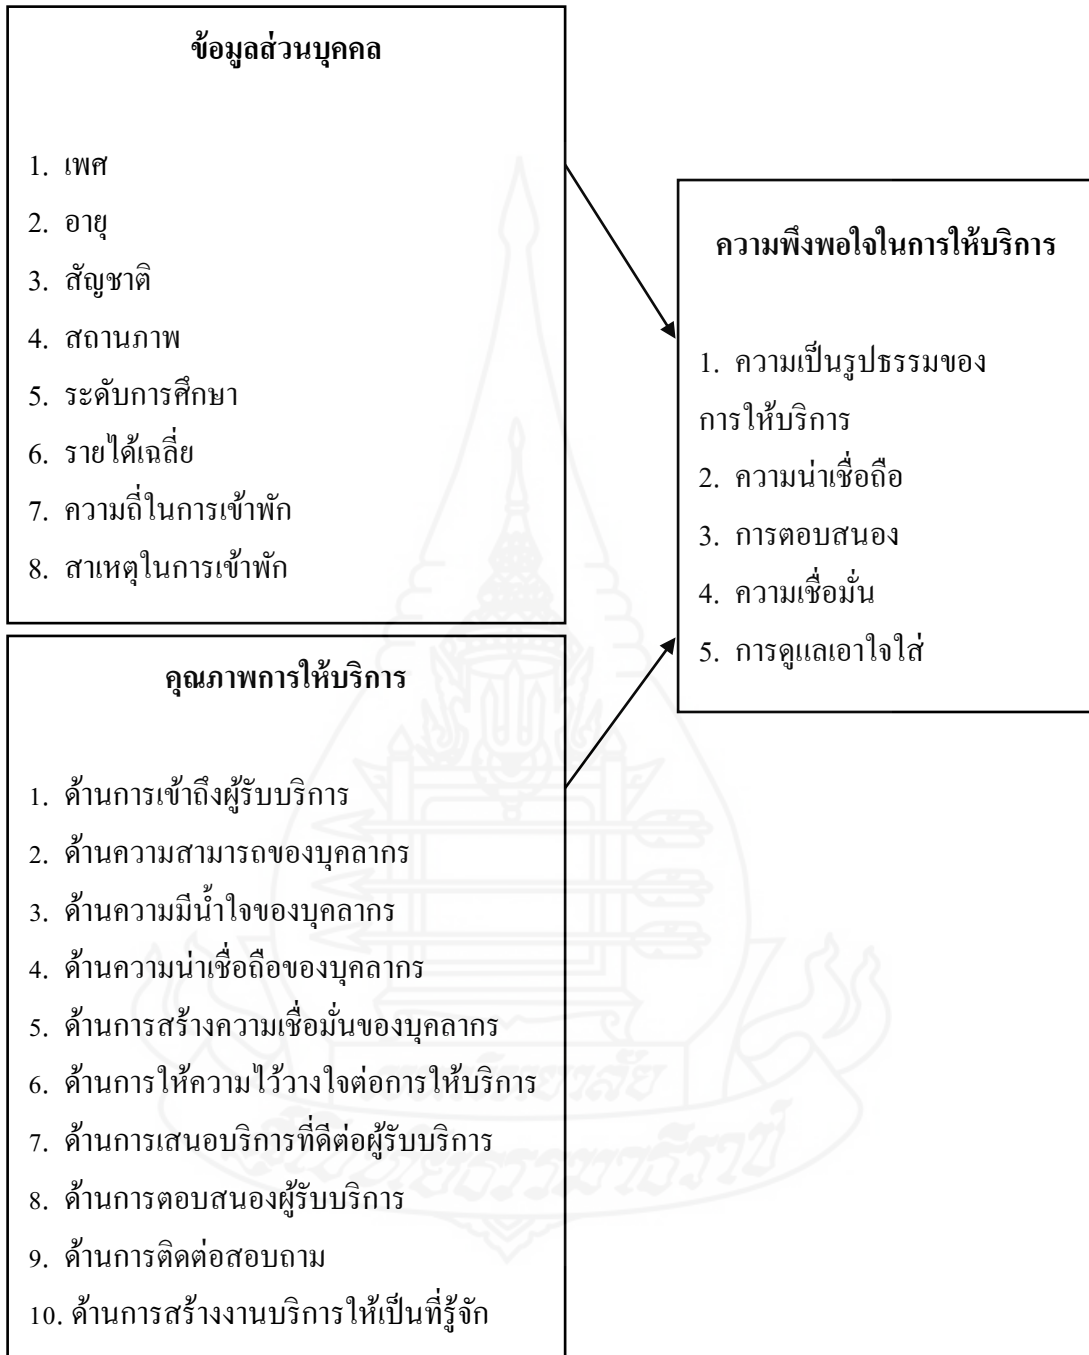 ข้อมูลส่วนบุคคล
1. เพศ
2. อายุ
3. สัญชาติ
4. สถานภาพ
5. ระดับการศึกษา
6. รายได้เฉลี่ย
7. ความถี่ในการเข้าพัก
8. สาเหตุในการเข้าพัก
คุณภาพการให้บริการ
1. ด้านการเข้าถึงผู้รับบริการ
2. ด้านความสามารถของบุคลากร
3. ด้านความมีน้ำใจของบุคลากร
4. ด้านความน่าเชื่อถือของบุคลากร
5. ด้านการสร้างความเชื่อมั่นของบุคลากร
6. ด้านการให้ความไว้วางใจต่อการให้บริการ
7. ด้านการเสนอบริการที่ดีต่อผู้รับบริการ
8. ด้านการตอบสนองผู้รับบริการ
9. ด้านการติดต่อสอบถาม
10. ด้านการสร้างงานบริการให้เป็นที่รู้จัก
ความพึงพอใจในการให้บริการ
1. ความเป็นรูปธรรมของ
การให้บริการ
2. ความน่าเชื่อถือ
3. การตอบสนอง
4. ความเชื่อมั่น
5. การดูแลเอาใจใส่